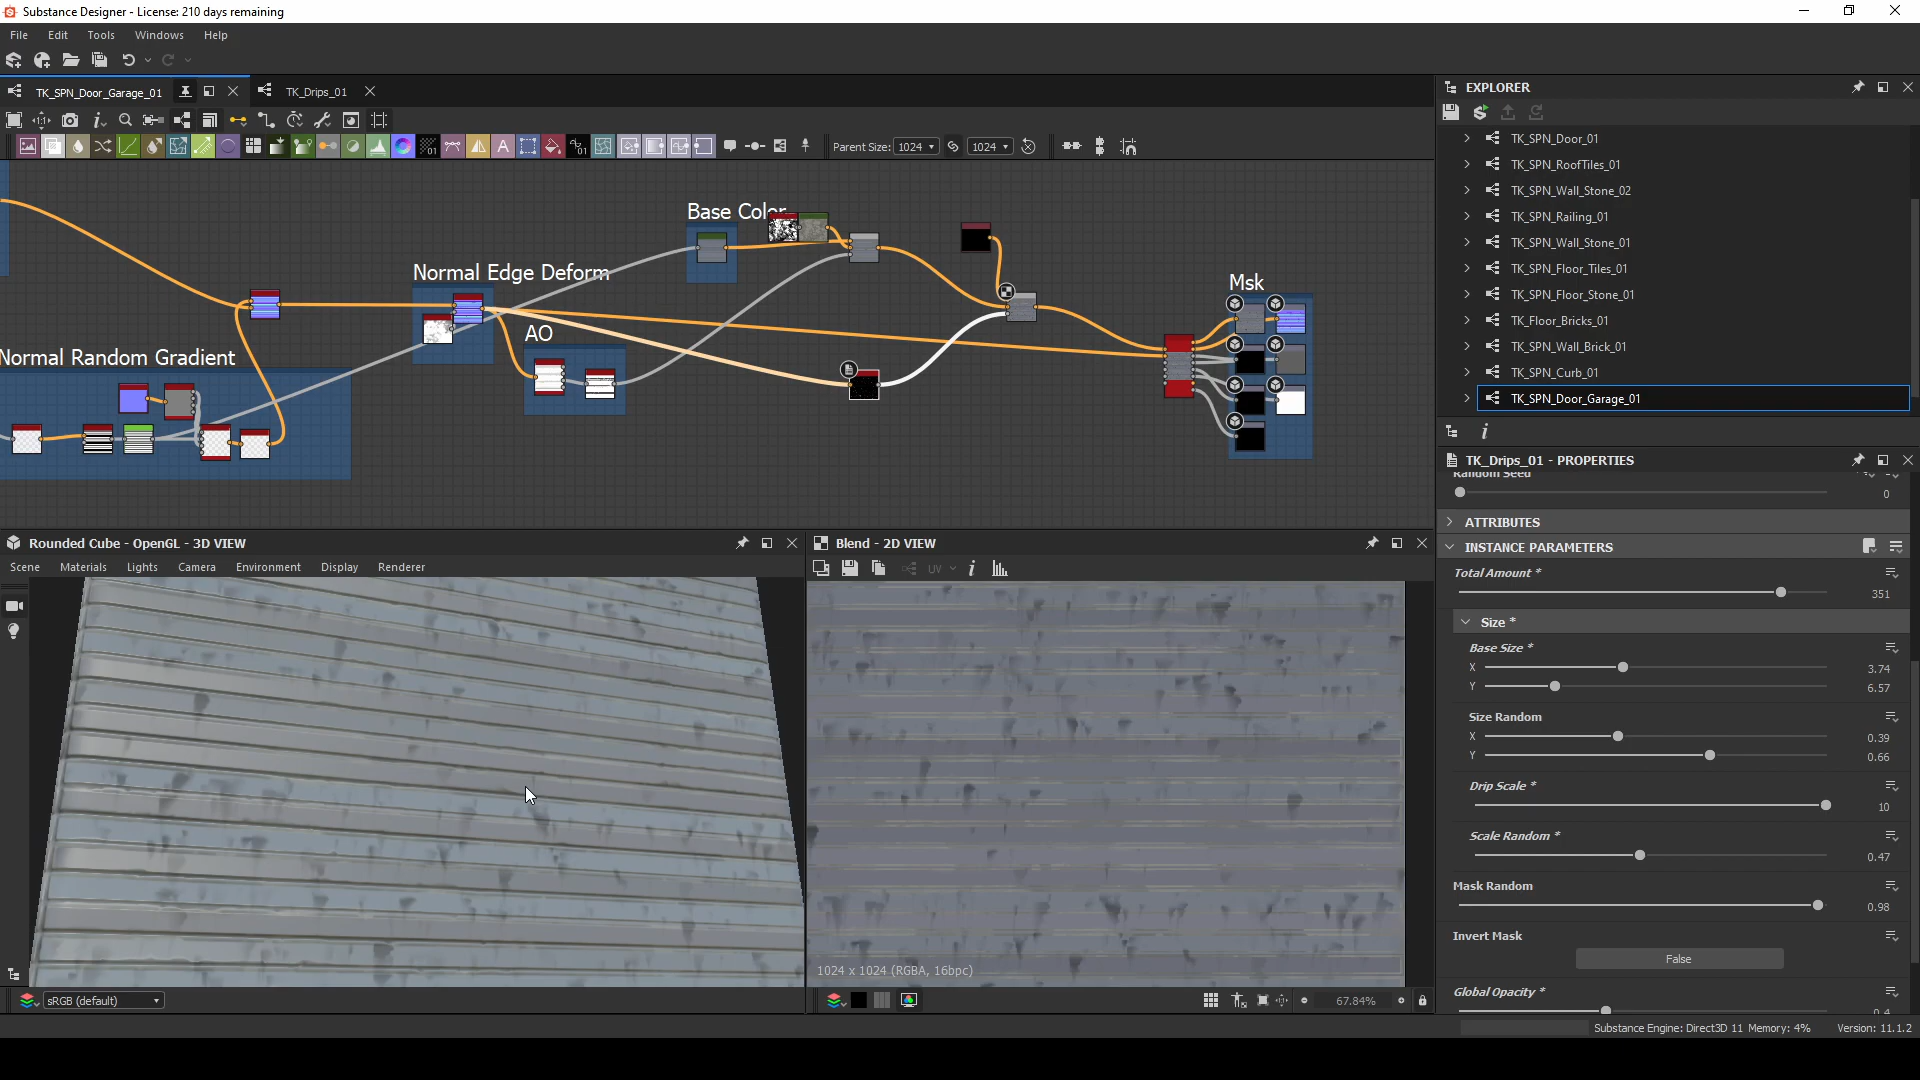 Substance Designer - License: 210 days remaining
File Edit Tools Windows Help
TK_SPN_Door_Garage_01
TK_Drips_01
Parent Size: 1024 1024
EXPLORER
TK_SPN_Door_01
TK_SPN_RoofTiles_01
TK_SPN_Wall_Stone_02
TK_SPN_Railing_01
TK_SPN_Wall_Stone_01
TK_SPN_Floor_Tiles_01
TK_SPN_Floor_Stone_01
TK_Floor_Bricks_01
TK_SPN_Wall_Brick_01
TK_SPN_Curb_01
TK_SPN_Door_Garage_01
Base Color
Normal Edge Deform
Msk
AO
Normal Random Gradient
TK_Drips_01 - PROPERTIES
Random Seed
0
ATTRIBUTES
INSTANCE PARAMETERS
Total Amount *
351
Size *
Base Size *
X 3.74
Y 6.57
Size Random
X 0.39
Y 0.66
Drip Scale *
10
Scale Random *
0.47
Mask Random
0.98
Invert Mask
False
Global Opacity *
0.4
Rounded Cube - OpenGL - 3D VIEW
Scene Materials Lights Camera Environment Display Renderer
sRGB (default)
Blend - 2D VIEW
UV
1024 x 1024 (RGBA, 16bpc)
67.84%
Substance Engine: Direct3D 11 Memory: 4% Version: 11.1.2